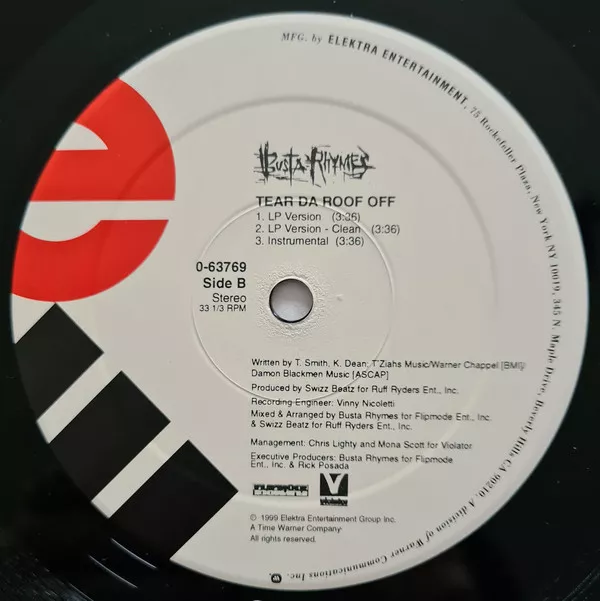 MFG. by ELEKTRA ENTERTAINMENT, 75 Rockefeller Plaza, New York NY 10019, 345 N. Maple Drive, Beverly Hills CA 90210. A division of Warner Communications Inc.
BUSTA RHYMES
TEAR DA ROOF OFF
1. LP Version (3:36)
2. LP Version - Clean (3:36)
3. Instrumental (3:36)
0-63769
Side B
Stereo
33 1/3 RPM
Written by T. Smith, K. Dean; T'Ziahs Music/Warner Chappel [BMI]/
Damon Blackmen Music [ASCAP]
Produced by Swizz Beatz for Ruff Ryders Ent., Inc.
Recording Engineer: Vinny Nicoletti
Mixed & Arranged by Busta Rhymes for Flipmode Ent., Inc.
& Swizz Beatz for Ruff Ryders Ent., Inc.
Management: Chris Lighty and Mona Scott for Violator
Executive Producers: Busta Rhymes for Flipmode
Ent., Inc. & Rick Posada
V
violator
© 1999 Elektra Entertainment Group Inc.
A Time Warner Company
All rights reserved.
e